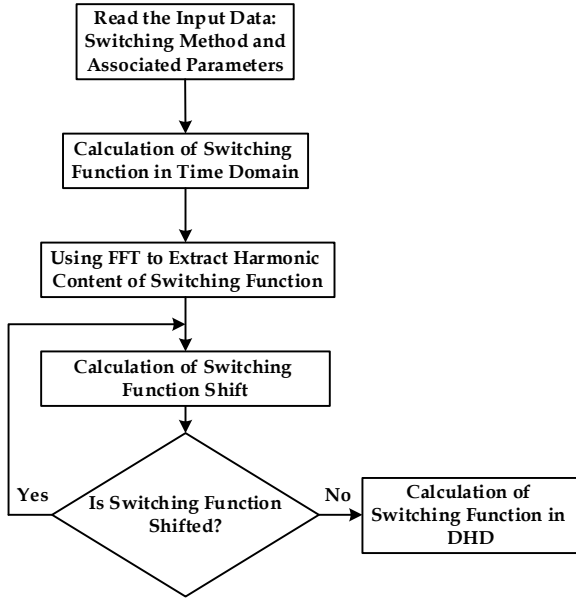 Read the Input Data:
Switching Method and
Associated Parameters
Calculation of Switching
Function in Time Domain
Using FFT to Extract Harmonic
Content of Switching Function
Calculation of Switching
Function Shift
Is Switching Function
Shifted?
Yes
No
Calculation of
Switching Function in
DHD